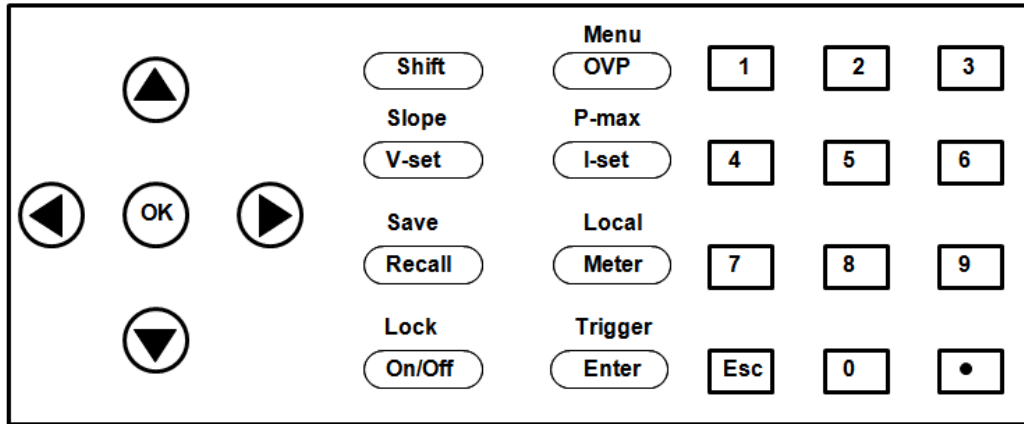 Menu
Shift OVP 1 2 3
Slope P-max
V-set I-set 4 5 6
OK
Save Local
Recall Meter 7 8 9
Lock Trigger
On/Off Enter Esc 0 •